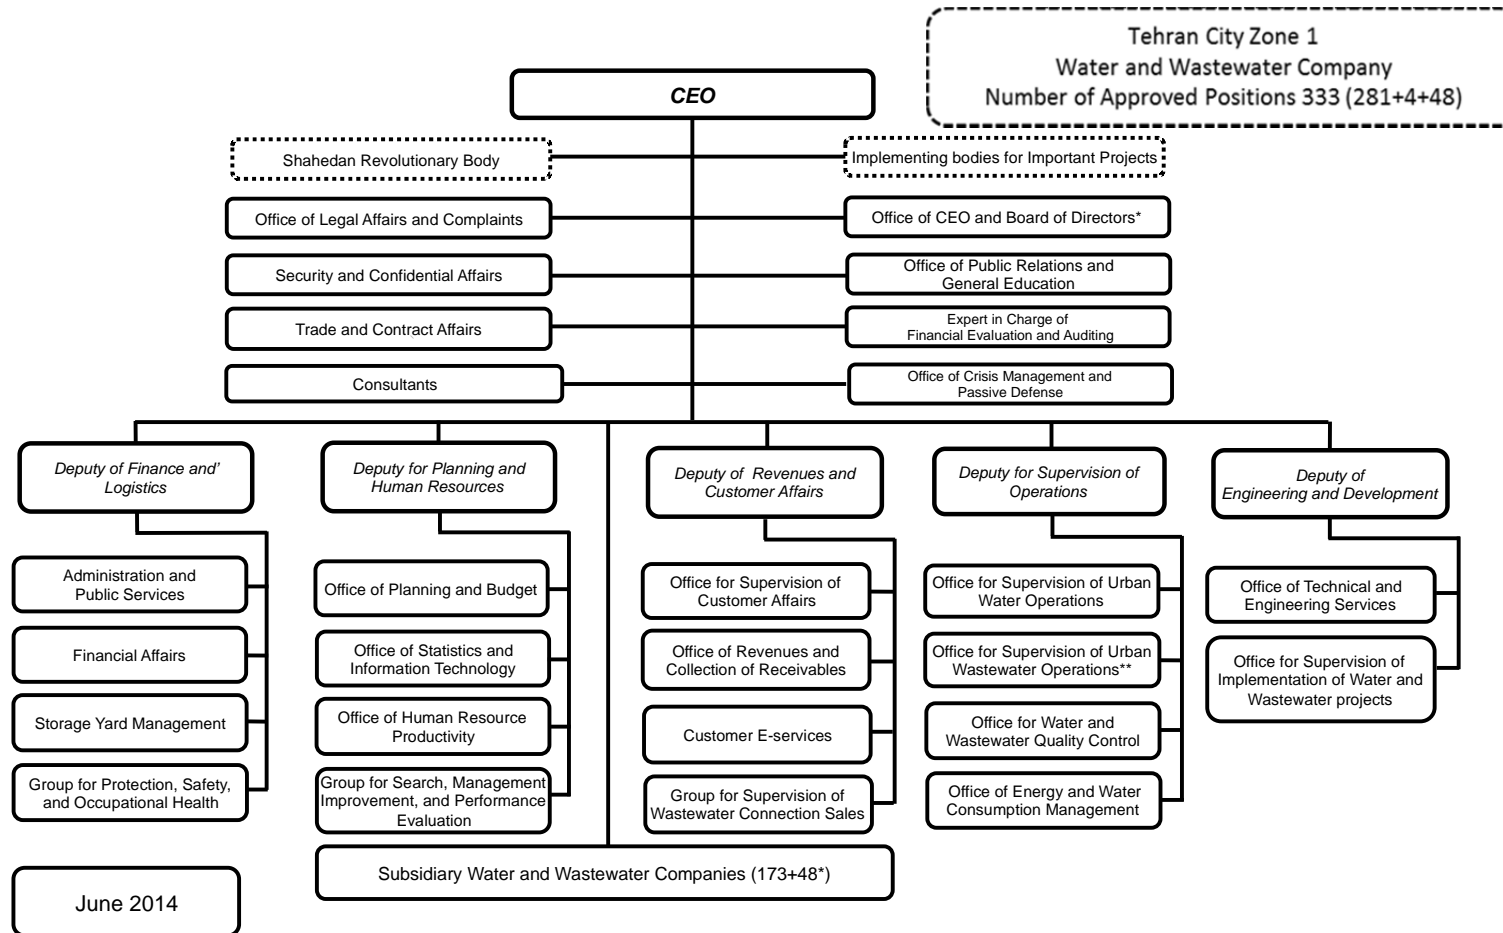 Tehran City Zone 1
Water and Wastewater Company
Number of Approved Positions 333 (281+4+48)
CEO
Shahedan Revolutionary Body
Implementing bodies for Important Projects
Office of Legal Affairs and Complaints
Office of CEO and Board of Directors*
Security and Confidential Affairs
Office of Public Relations and
General Education
Trade and Contract Affairs
Expert in Charge of
Financial Evaluation and Auditing
Consultants
Office of Crisis Management and
Passive Defense
Deputy of Finance and'
Logistics
Deputy for Planning and
Human Resources
Deputy of Revenues and
Customer Affairs
Deputy for Supervision of
Operations
Deputy of
Engineering and Development
Administration and
Public Services
Financial Affairs
Storage Yard Management
Group for Protection, Safety,
and Occupational Health
Office of Planning and Budget
Office of Statistics and
Information Technology
Office of Human Resource
Productivity
Group for Search, Management
Improvement, and Performance
Evaluation
Office for Supervision of
Customer Affairs
Office of Revenues and
Collection of Receivables
Customer E-services
Group for Supervision of
Wastewater Connection Sales
Office for Supervision of Urban
Water Operations
Office for Supervision of Urban
Wastewater Operations**
Office for Water and
Wastewater Quality Control
Office of Energy and Water
Consumption Management
Office of Technical and
Engineering Services
Office for Supervision of
Implementation of Water and
Wastewater projects
Subsidiary Water and Wastewater Companies (173+48*)
June 2014